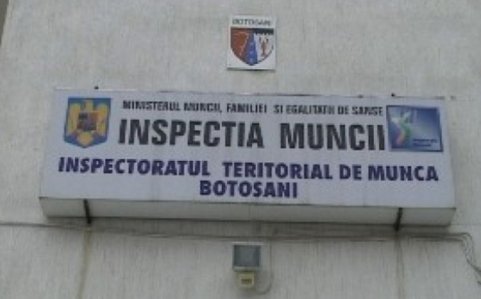 BOTOSANI
MINISTERUL MUNCII, FAMILIEI SI EGALITATII DE SANSE
INSPECTIA MUNCII
INSPECTORATUL TERITORIAL DE MUNCA
BOTOSANI